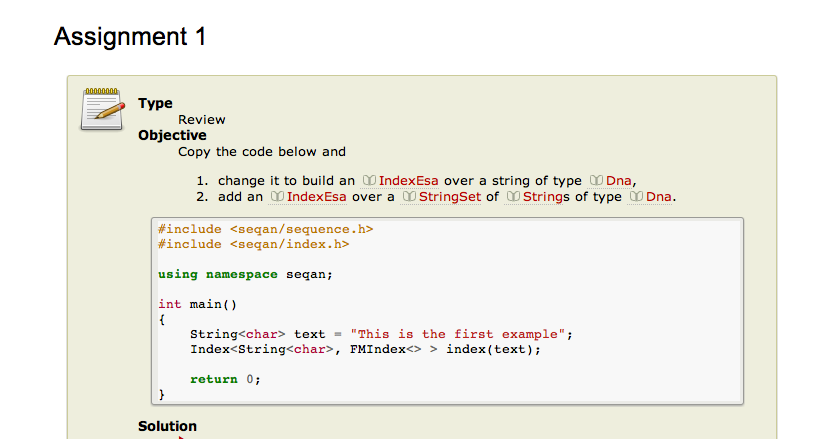 Assignment 1
Type
Review
Objective
Copy the code below and
1. change it to build an IndexEsa over a string of type Dna,
2. add an IndexEsa over a StringSet of Strings of type Dna.
#include <seqan/sequence.h>
#include <seqan/index.h>
using namespace seqan;
int main()
{
String<char> text = "This is the first example";
Index<String<char>, FMIndex<> > index(text);
return 0;
}
Solution